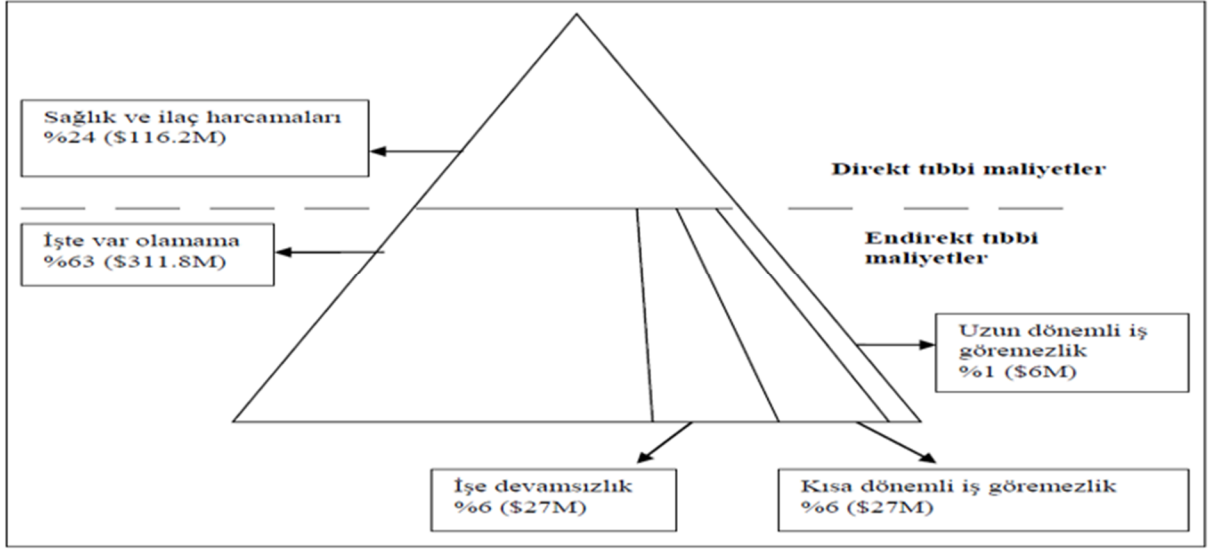 Sağlık ve ilaç harcamaları
%24 ($116.2M)
Direkt tıbbi maliyetler
İşte var olamama
%63 ($311.8M)
Endirekt tıbbi
maliyetler
Uzun dönemli iş
göremezlik
%1 ($6M)
İşe devamsızlık
%6 ($27M)
Kısa dönemli iş göremezlik
%6 ($27M)